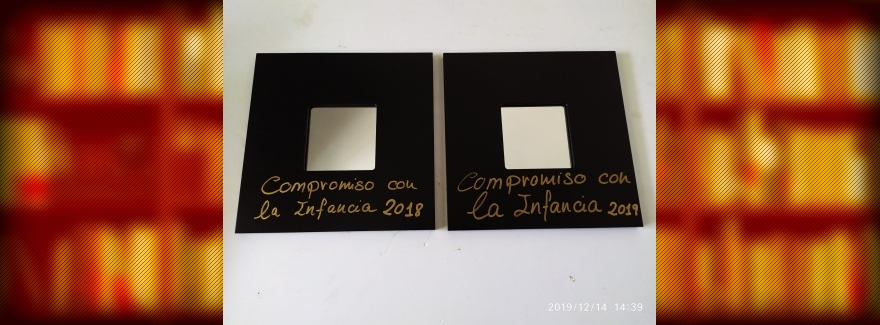 Compromiso con
la Infancia 2018
Compromiso con
la Infancia 2019
2019/12/14 14:39